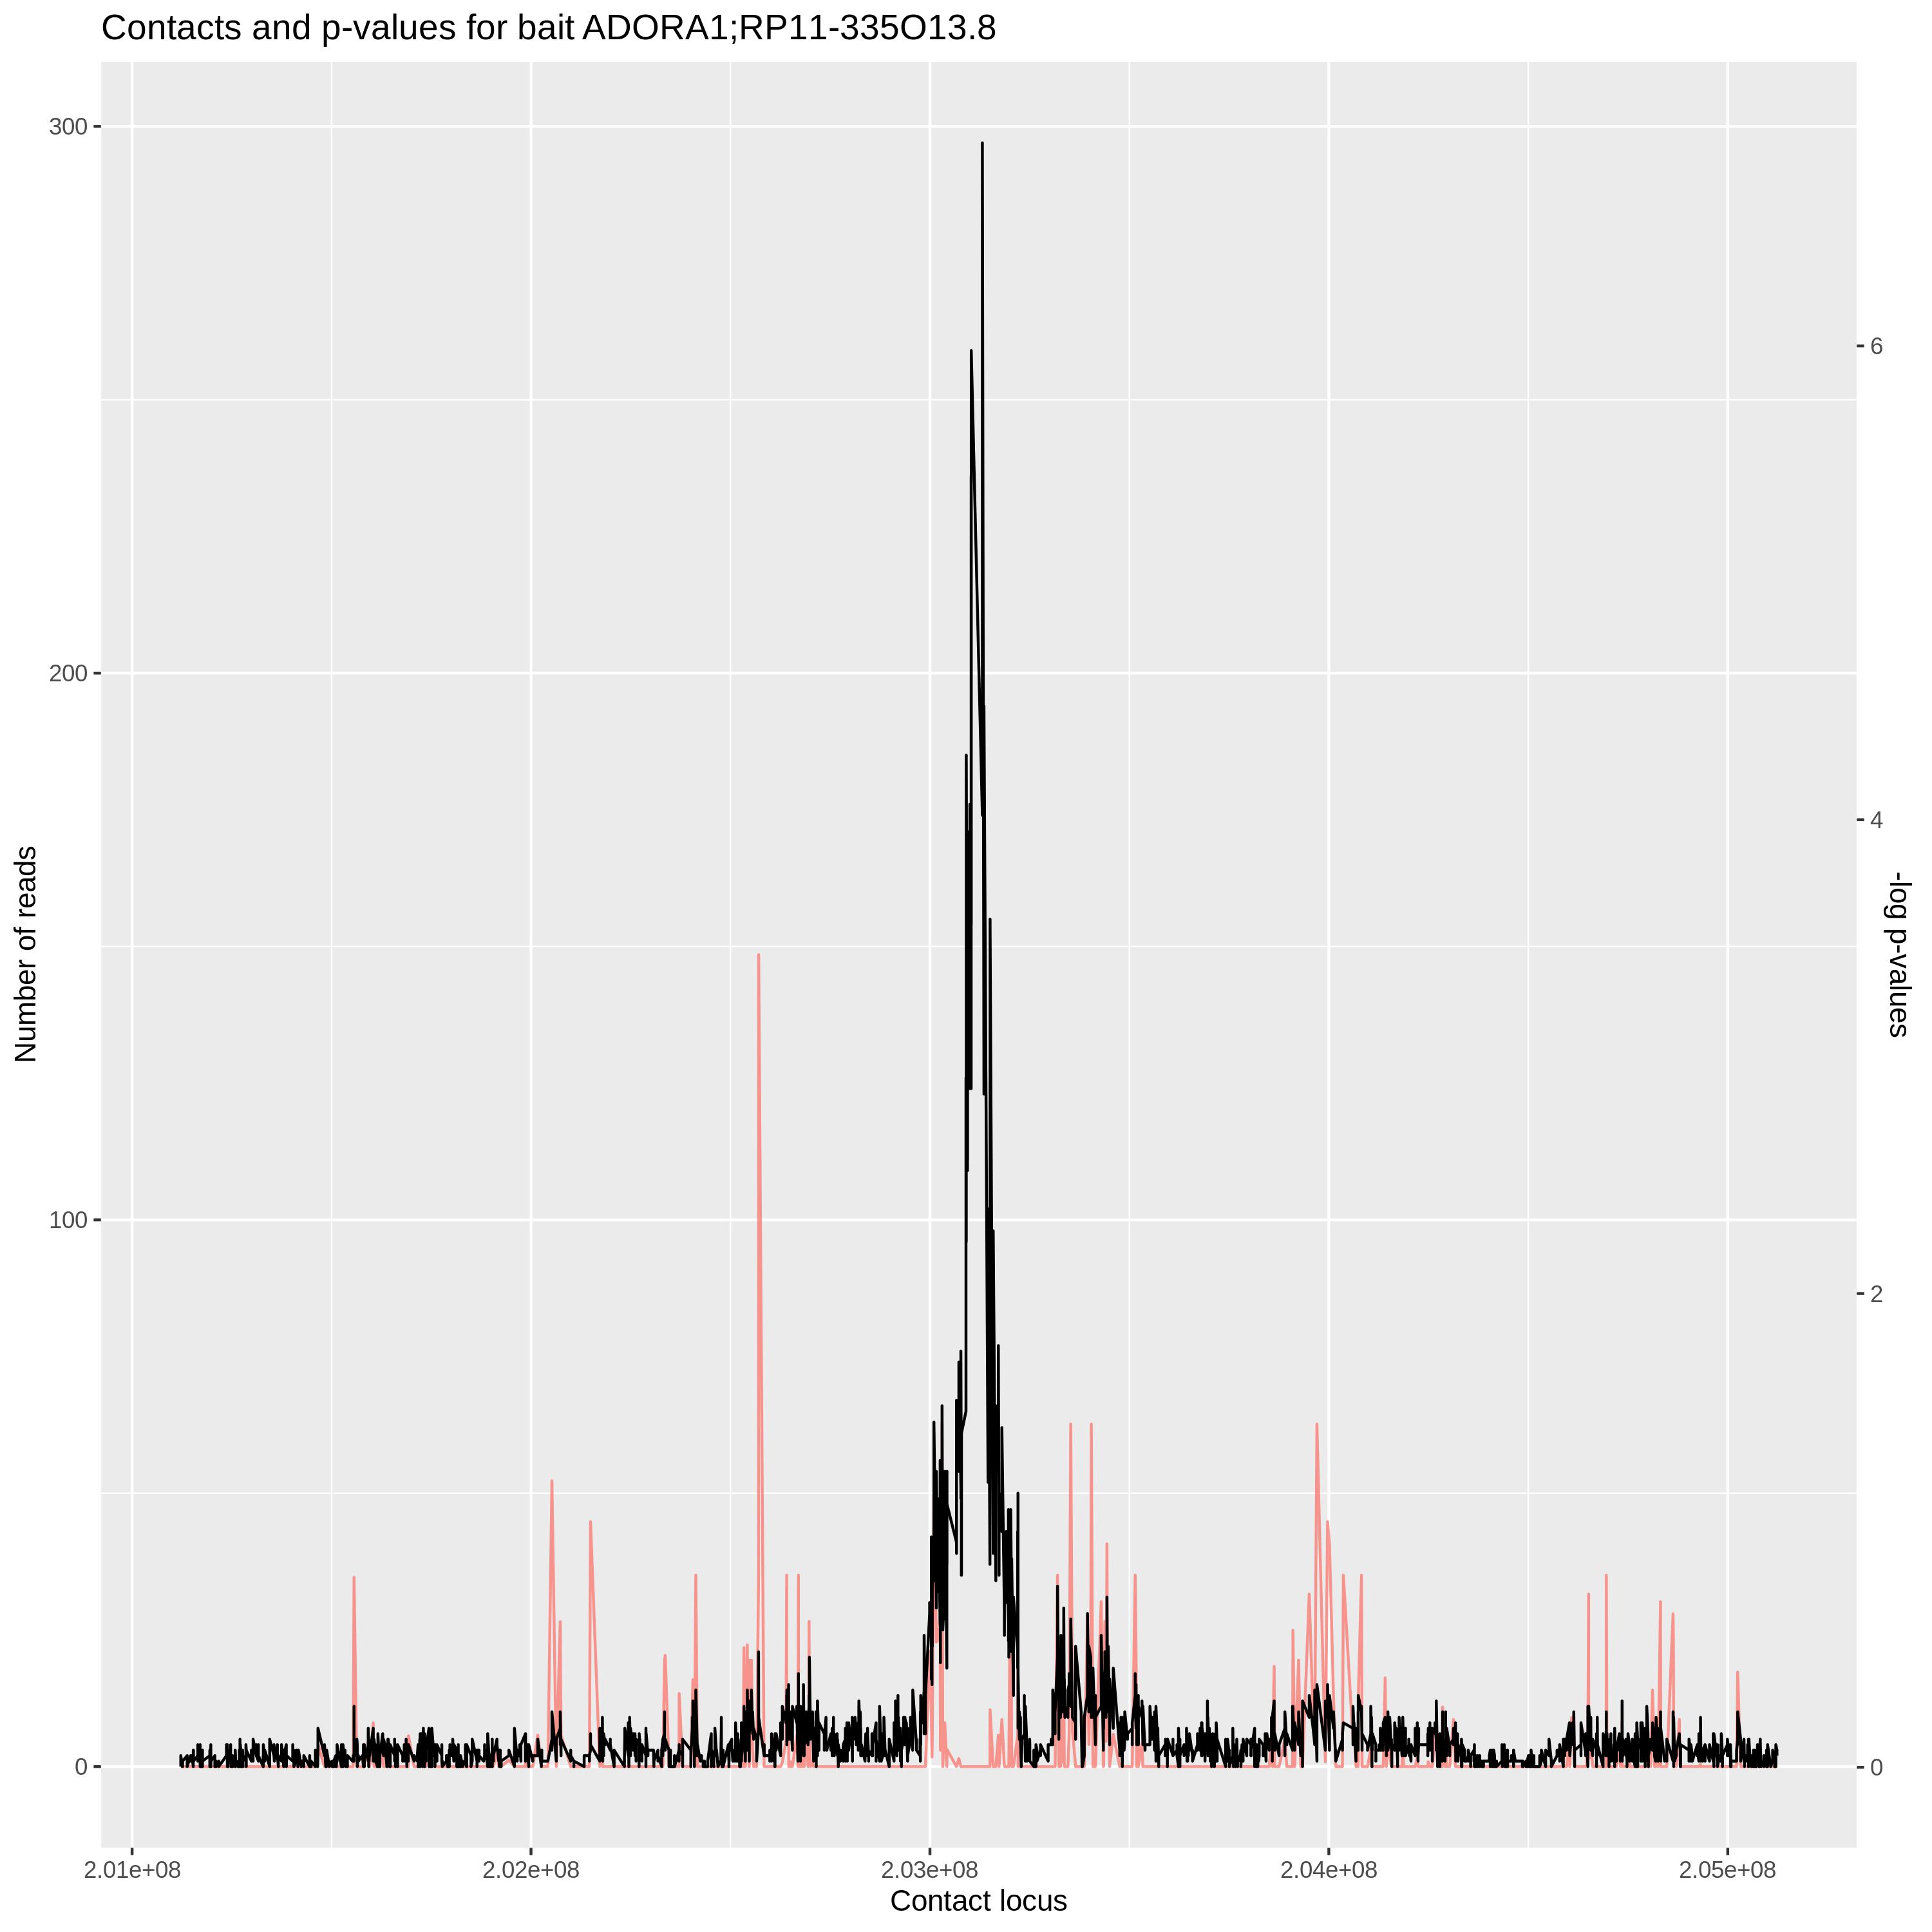 Contacts and p-values for bait ADORA1;RP11-335O13.8
300
200
100
0
Number of reads
6
4
2
0
-log p-values
2.01e+08
2.02e+08
2.03e+08
2.04e+08
2.05e+08
Contact locus